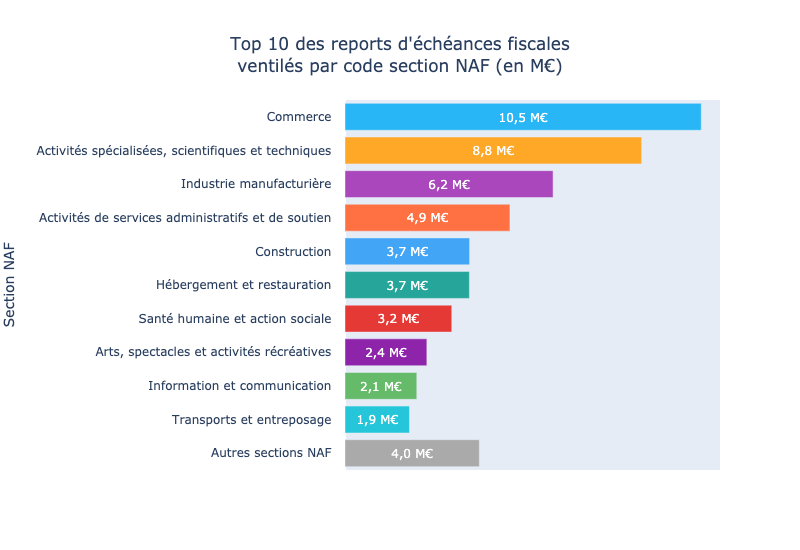 Top 10 des reports d'échéances fiscales
ventilés par code section NAF (en M€)
Section NAF
Commerce 10,5 M€
Activités spécialisées, scientifiques et techniques 8,8 M€
Industrie manufacturière 6,2 M€
Activités de services administratifs et de soutien 4,9 M€
Construction 3,7 M€
Hébergement et restauration 3,7 M€
Santé humaine et action sociale 3,2 M€
Arts, spectacles et activités récréatives 2,4 M€
Information et communication 2,1 M€
Transports et entreposage 1,9 M€
Autres sections NAF 4,0 M€